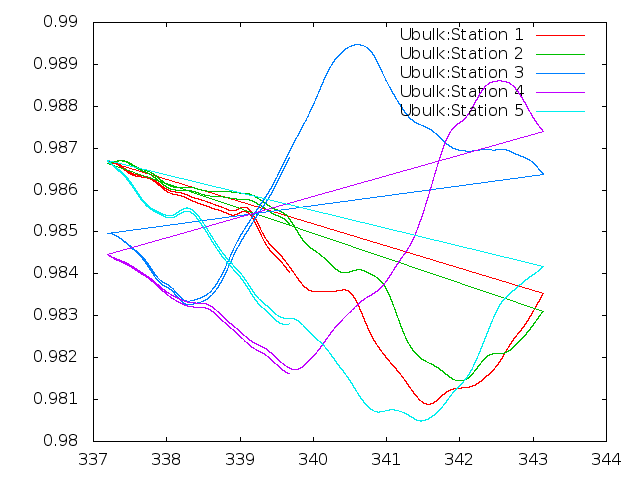 0.99
0.989
0.988
0.987
0.986
0.985
0.984
0.983
0.982
0.981
0.98
337 338 339 340 341 342 343 344
Ubulk:Station 1
Ubulk:Station 2
Ubulk:Station 3
Ubulk:Station 4
Ubulk:Station 5